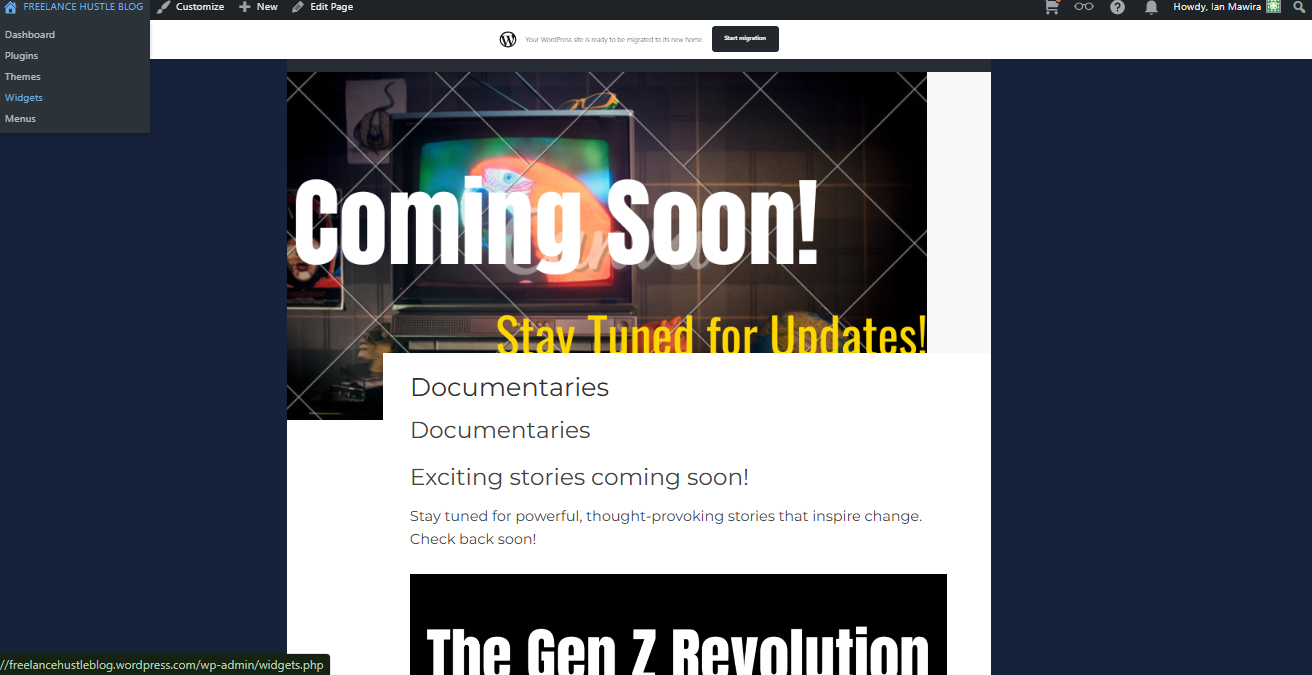 FREELANCE HUSTLE BLOG Customize New Edit Page Howdy, Ian Mawira
Dashboard
Plugins
Themes
Widgets
Menus
Your WordPress site is ready to be migrated to its new home. Start migration
Coming Soon!
Canva
Stay Tuned for Updates!
Documentaries
Documentaries
Exciting stories coming soon!
Stay tuned for powerful, thought-provoking stories that inspire change.
Check back soon!
The Gen Z Revolution
//freelancehustleblog.wordpress.com/wp-admin/widgets.php